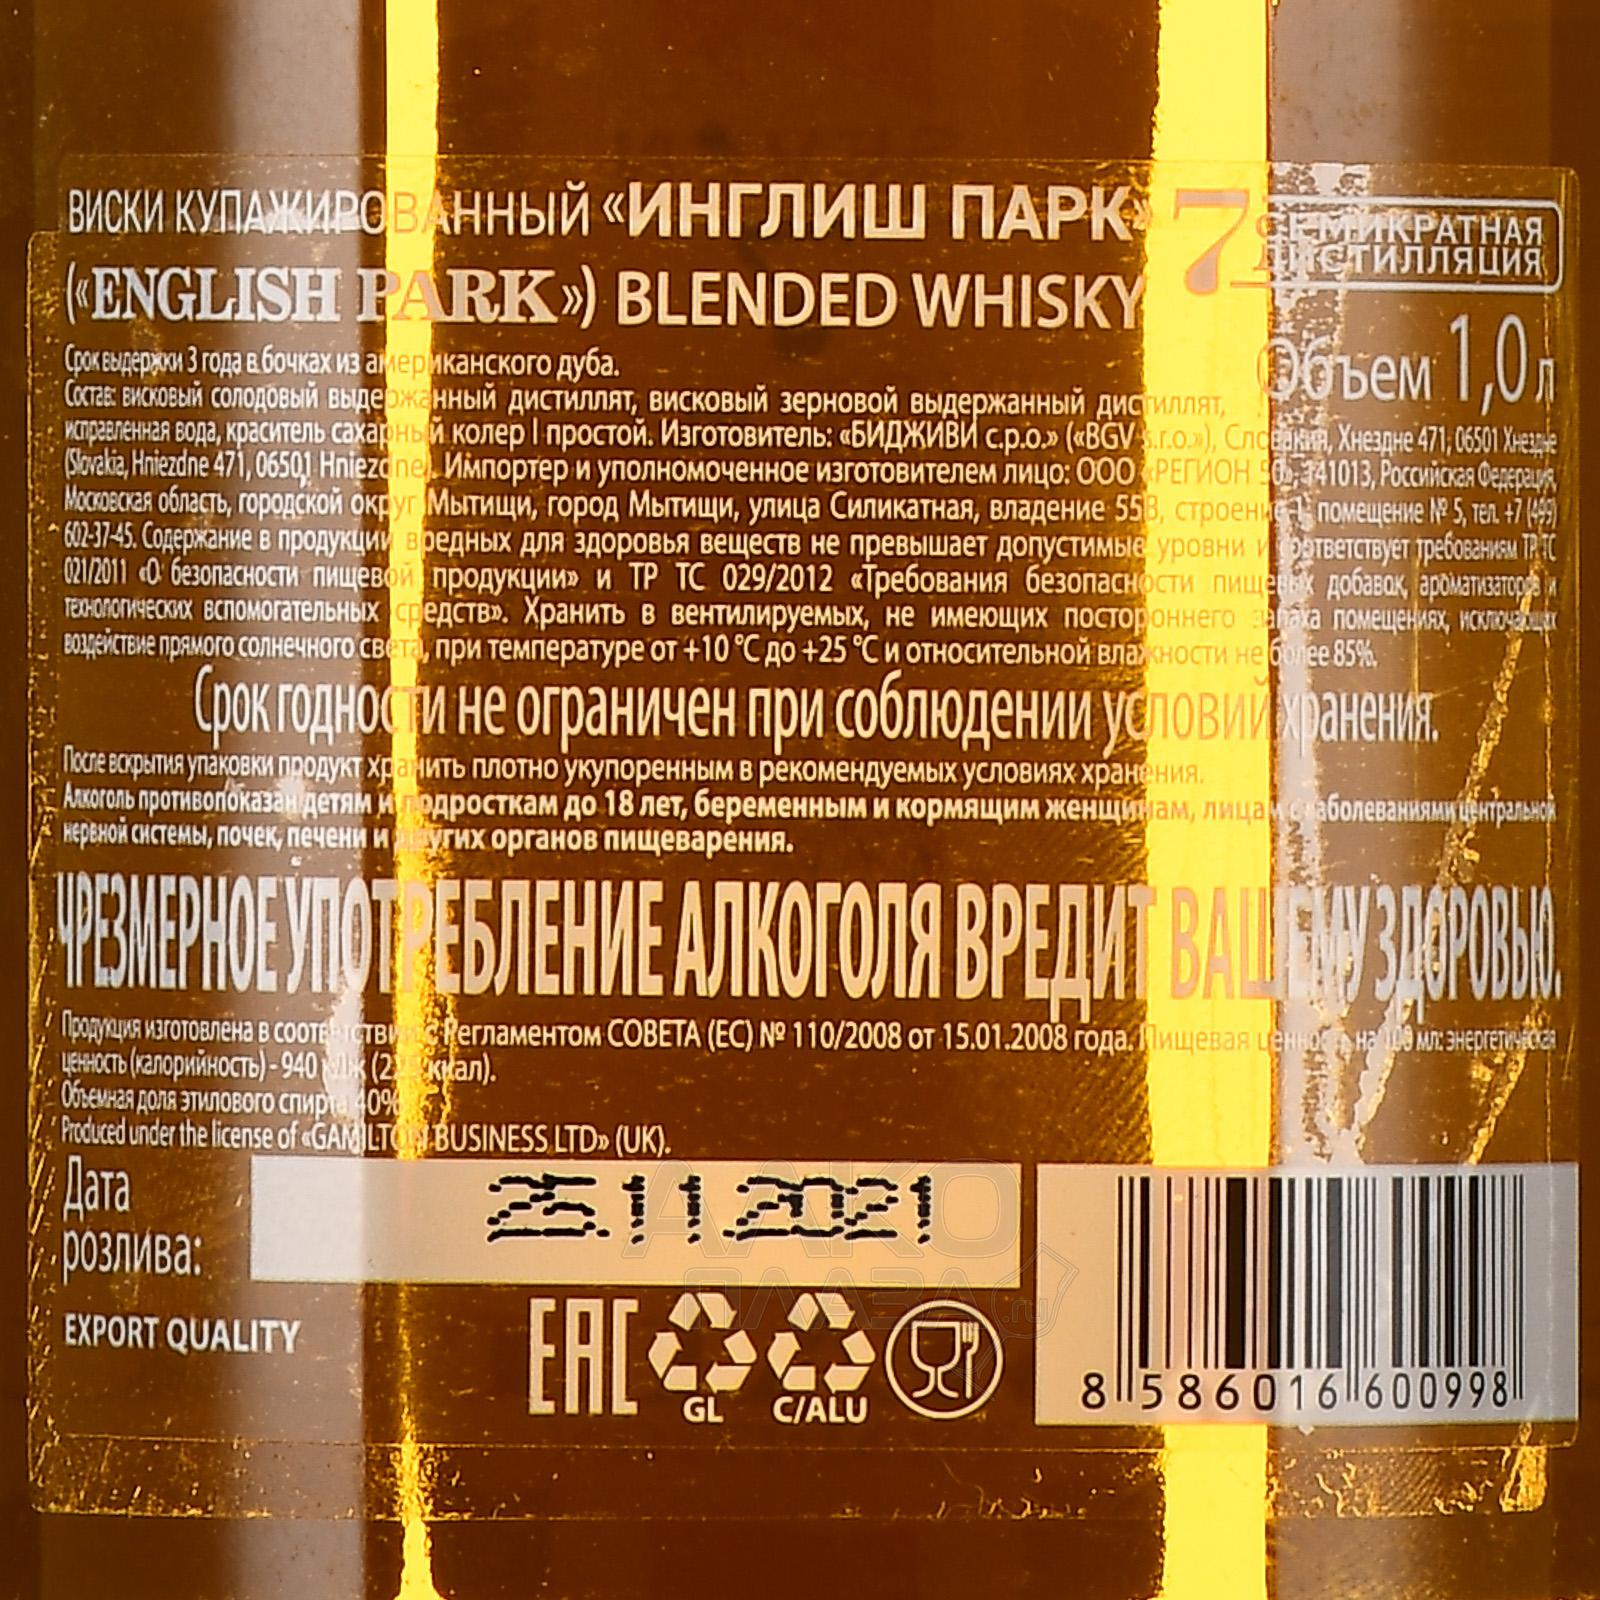 ВИСКИ КУПАЖИРОВАННЫЙ «ИНГЛИШ ПАРК»
(«ENGLISH PARK») BLENDED WHISKY
7 СЕМИКРАТНАЯ
ДИСТИЛЛЯЦИЯ
Объем 1,0 л
Срок выдержки 3 года в бочках из американского дуба.
Состав: висковый солодовый выдержанный дистиллят, висковый зерновой выдержанный дистиллят,
исправленная вода, краситель сахарный колер I простой. Изготовитель: «БИДЖИВИ с.р.о.» («BGV s.r.o.»), Словакия, Хнездне 471, 06501 Хнездне
(Slovakia, Hniezdne 471, 06501 Hniezdne). Импортер и уполномоченное изготовителем лицо: ООО «РЕГИОН 50», 141013, Российская Федерация,
Московская область, городской округ Мытищи, город Мытищи, улица Силикатная, владение 55В, строение 1, помещение № 5, тел. +7 (499)
602-37-45. Содержание в продукции вредных для здоровья веществ не превышает допустимые уровни и соответствует требованиям ТР ТС
021/2011 «О безопасности пищевой продукции» и ТР ТС 029/2012 «Требования безопасности пищевых добавок, ароматизаторов и
технологических вспомогательных средств». Хранить в вентилируемых, не имеющих постороннего запаха помещениях, исключающих
воздействие прямого солнечного света, при температуре от +10 °С до +25 °С и относительной влажности не более 85%.
Срок годности не ограничен при соблюдении условий хранения.
После вскрытия упаковки продукт хранить плотно укупоренным в рекомендуемых условиях хранения.
Алкоголь противопоказан детям и подросткам до 18 лет, беременным и кормящим женщинам, лицам с заболеваниями центральной
нервной системы, почек, печени и других органов пищеварения.
ЧРЕЗМЕРНОЕ УПОТРЕБЛЕНИЕ АЛКОГОЛЯ ВРЕДИТ ВАШЕМУ ЗДОРОВЬЮ.
Продукция изготовлена в соответствии с Регламентом СОВЕТА (ЕС) № 110/2008 от 15.01.2008 года. Пищевая ценность на 100 мл: энергетическая
ценность (калорийность) - 940 кДж ккал).
Объемная доля этилового спирта 40%
Produced under the license of «GAMILTON BUSINESS LTD» (UK).
Дата
розлива:
25.11.2021
EXPORT QUALITY
EAC
GL
C/ALU
8 586016 600998
АЛКО
ПЛАЗА.ru